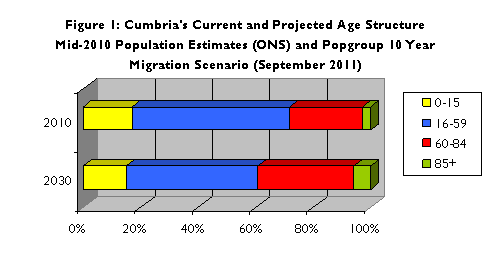 Figure 1: Cumbria's Current and Projected Age Structure
Mid-2010 Population Estimates (ONS) and Popgroup 10 Year
Migration Scenario (September 2011)
2010
2030
0% 20% 40% 60% 80% 100%
0-15
16-59
60-84
85+